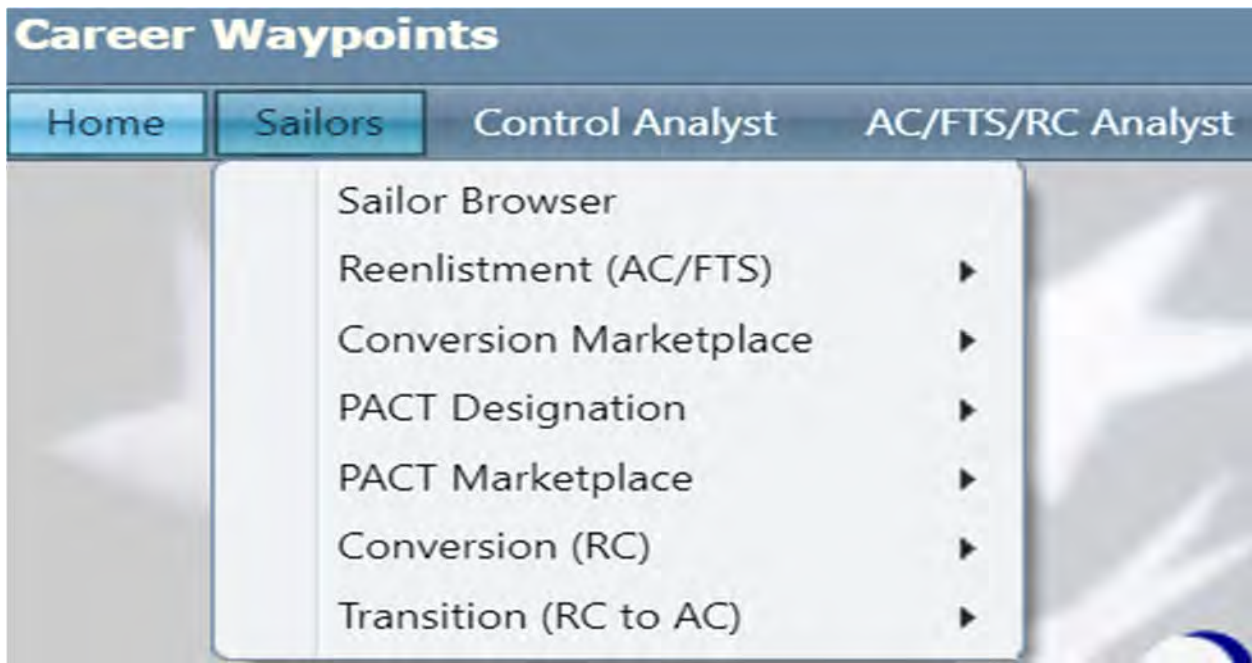 Career Waypoints
Home Sailors Control Analyst AC/FTS/RC Analyst
Sailor Browser
Reenlistment (AC/FTS)
Conversion Marketplace
PACT Designation
PACT Marketplace
Conversion (RC)
Transition (RC to AC)